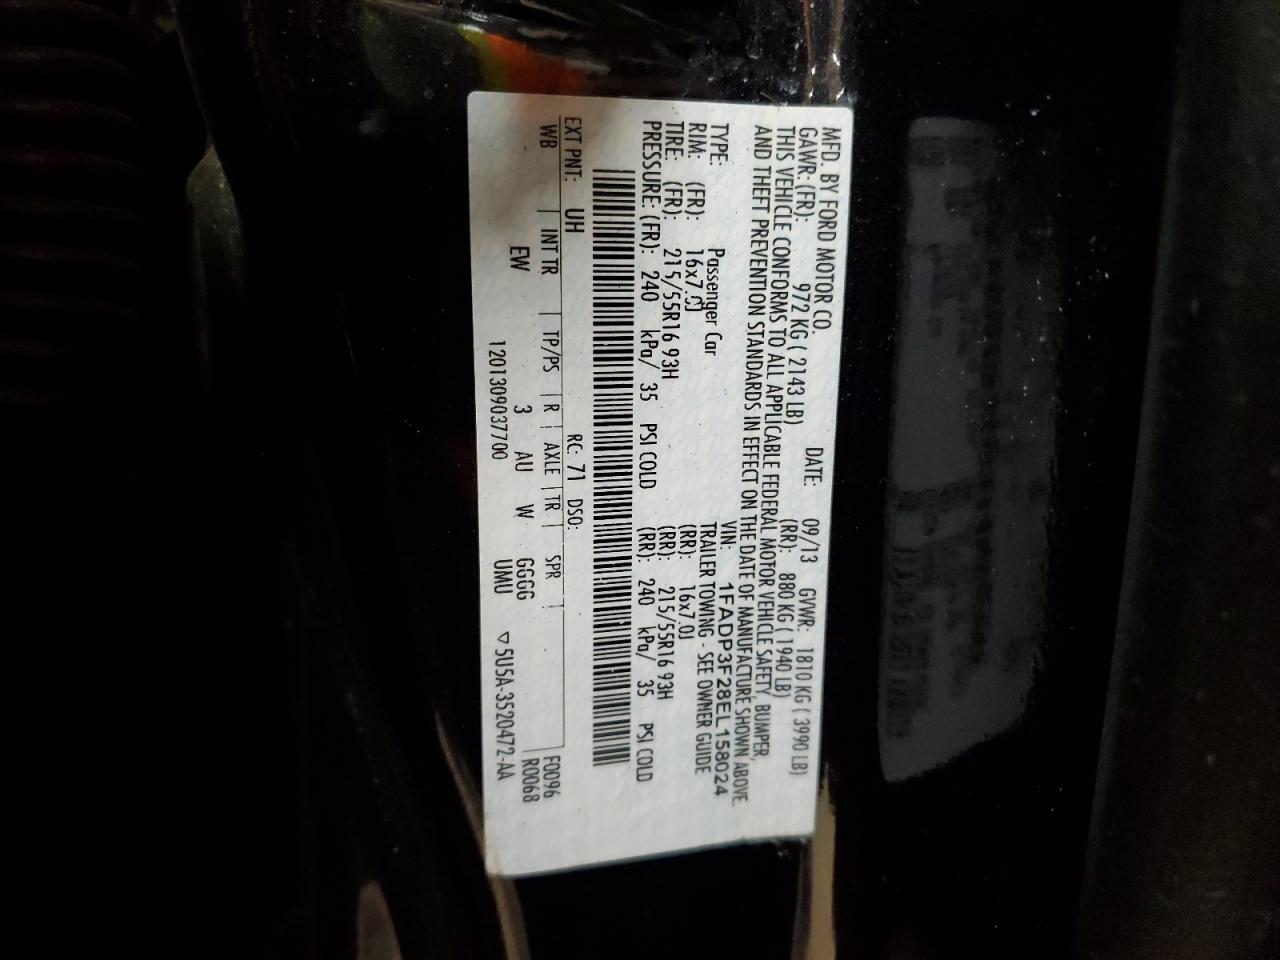 MFD. BY FORD MOTOR CO.
DATE: 09/13 GVWR: 1810 KG ( 3990 LB)
GAWR: (FR): 972 KG ( 2143 LB) (RR): 880 KG ( 1940 LB)
THIS VEHICLE CONFORMS TO ALL APPLICABLE FEDERAL MOTOR VEHICLE SAFETY, BUMPER,
AND THEFT PREVENTION STANDARDS IN EFFECT ON THE DATE OF MANUFACTURE SHOWN ABOVE.
VIN: 1FADP3F28EL158024
TYPE: Passenger Car TRAILER TOWING - SEE OWNER GUIDE
RIM: (FR): 16x7.0J (RR): 16x7.0J
TIRE: (FR): 215/55R16 93H (RR): 215/55R16 93H
PRESSURE: (FR): 240 kPa/ 35 PSI COLD (RR): 240 kPa/ 35 PSI COLD
EXT PNT: UH RC: 71 DSO: F0096
WB | INT TR | TP/PS | R | AXLE | TR | SPR | R0068
EW 3 AU W GGGG
1201309037700 UMU ▽5U5A-3520472-AA